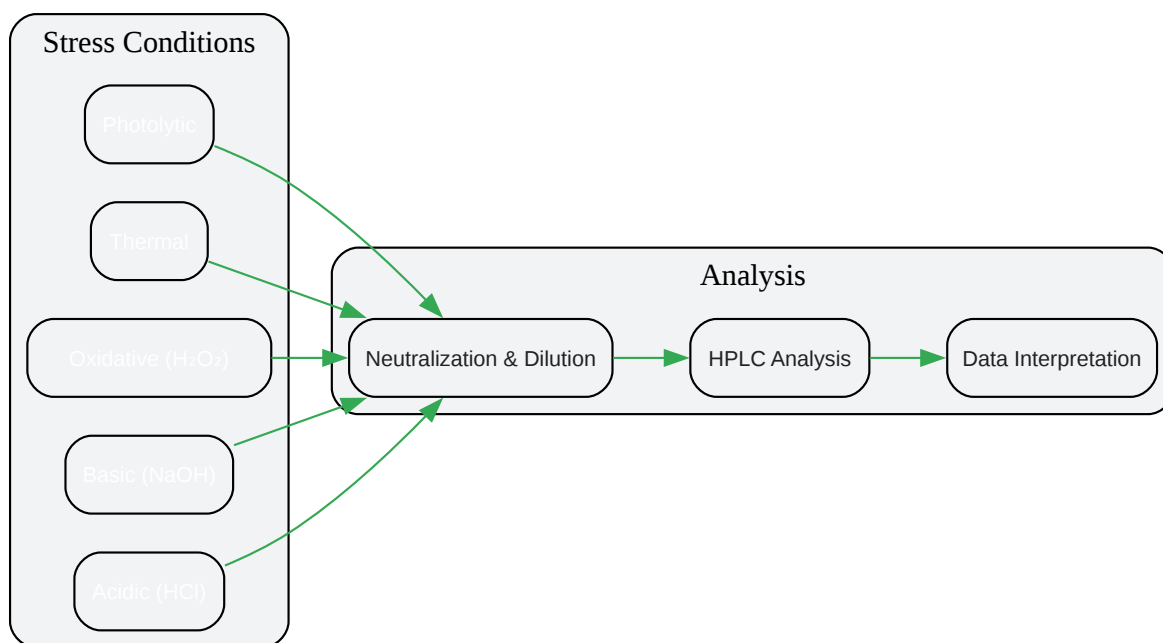 Stress Conditions
Photolytic
Thermal
Oxidative (H₂O₂)
Basic (NaOH)
Acidic (HCl)
Analysis
Neutralization & Dilution
HPLC Analysis
Data Interpretation